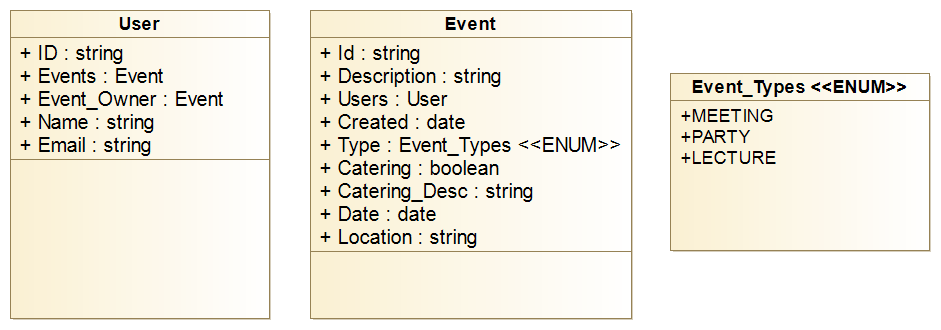 User
+ ID : string
+ Events : Event
+ Event_Owner : Event
+ Name : string
+ Email : string
Event
+ Id : string
+ Description : string
+ Users : User
+ Created : date
+ Type : Event_Types <<ENUM>>
+ Catering : boolean
+ Catering_Desc : string
+ Date : date
+ Location : string
Event_Types <<ENUM>>
+MEETING
+PARTY
+LECTURE